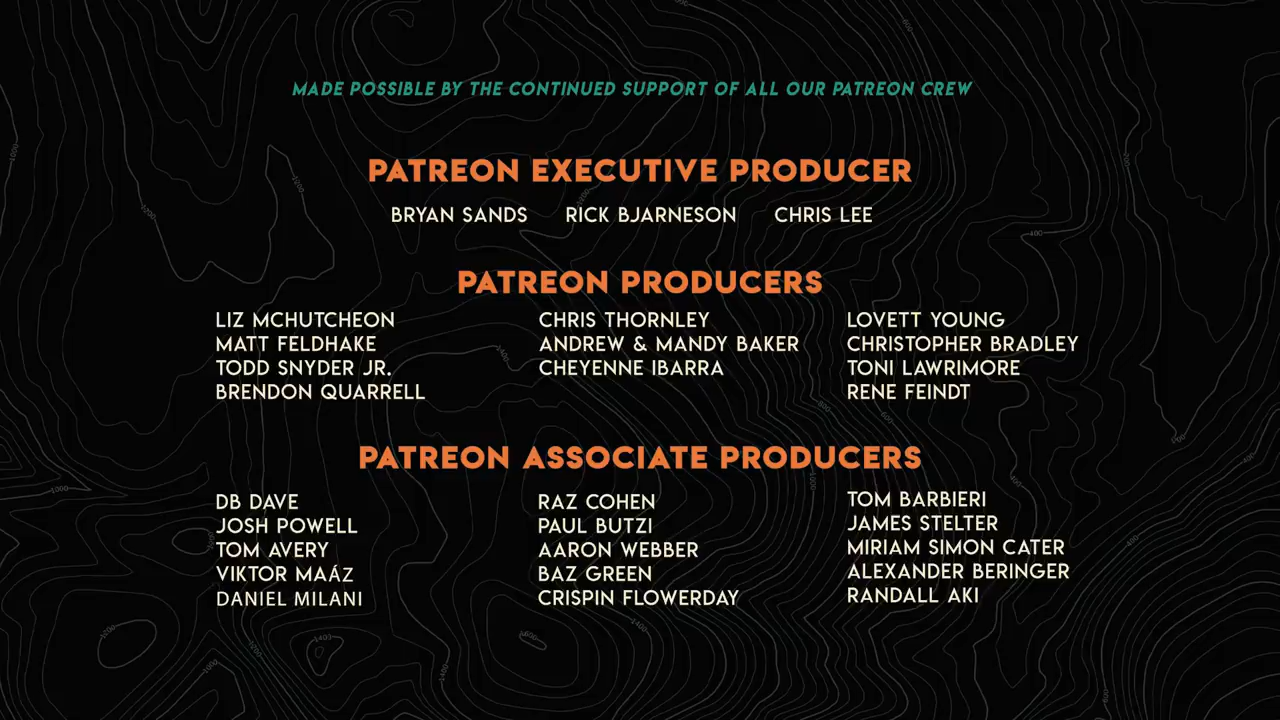 MADE POSSIBLE BY THE CONTINUED SUPPORT OF ALL OUR PATREON CREW
PATREON EXECUTIVE PRODUCER
BRYAN SANDS RICK BJARNESON CHRIS LEE
PATREON PRODUCERS
LIZ MCHUTCHEON
MATT FELDHAKE
TODD SNYDER JR.
BRENDON QUARRELL
CHRIS THORNLEY
ANDREW & MANDY BAKER
CHEYENNE IBARRA
LOVETT YOUNG
CHRISTOPHER BRADLEY
TONI LAWRIMORE
RENE FEINDT
PATREON ASSOCIATE PRODUCERS
DB DAVE
JOSH POWELL
TOM AVERY
VIKTOR MAÁZ
DANIEL MILANI
RAZ COHEN
PAUL BUTZI
AARON WEBBER
BAZ GREEN
CRISPIN FLOWERDAY
TOM BARBIERI
JAMES STELTER
MIRIAM SIMON CATER
ALEXANDER BERINGER
RANDALL AKI